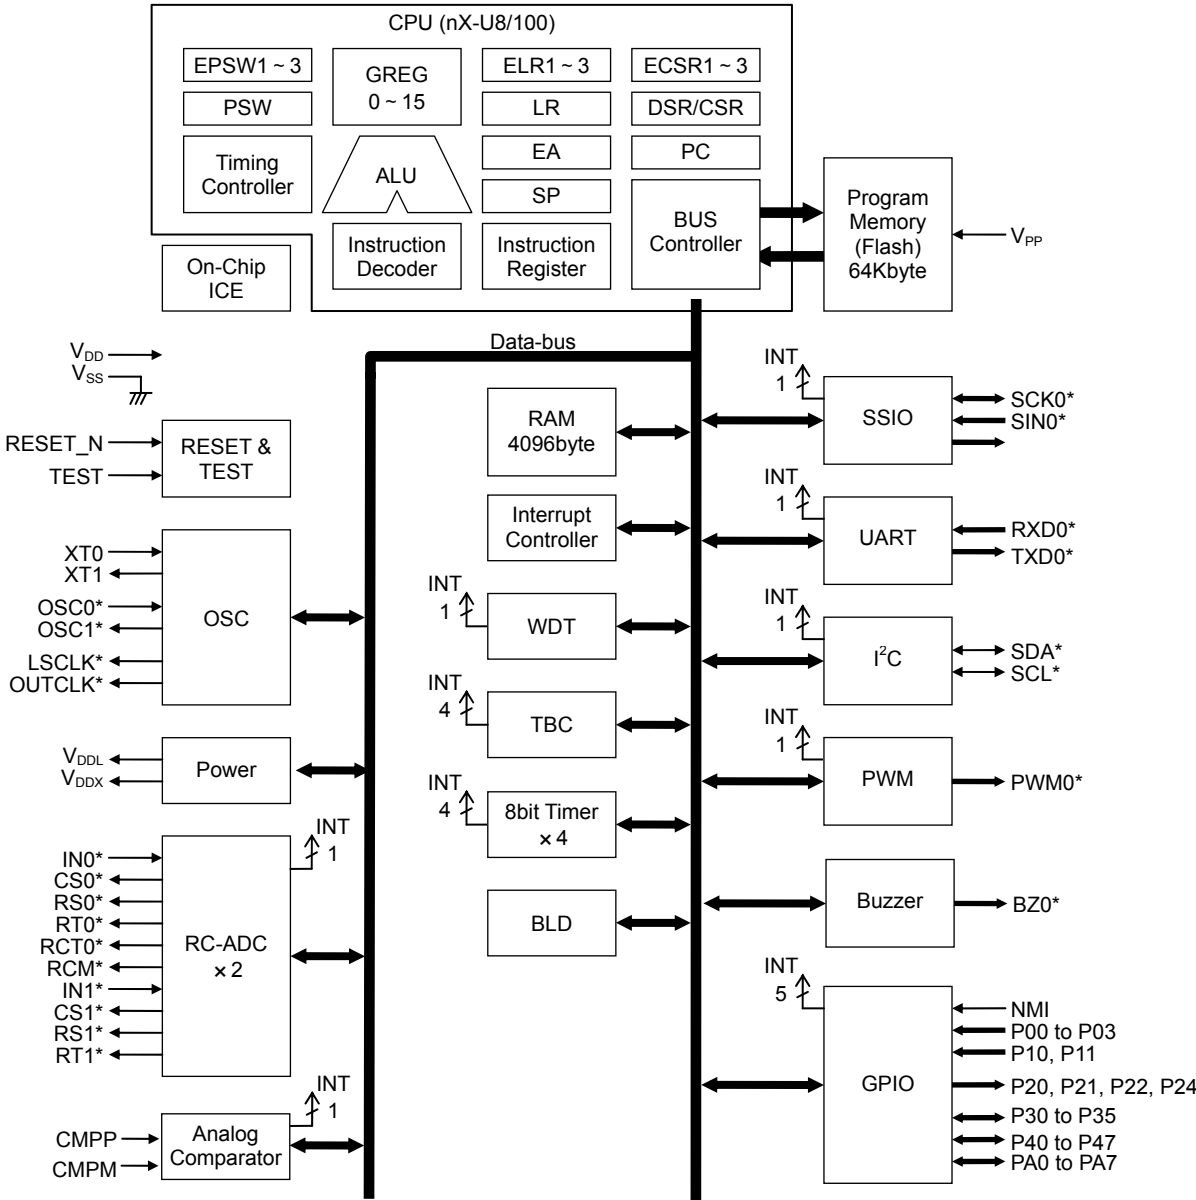 CPU (nX-U8/100)
EPSW1 ~ 3
GREG
0 ~ 15
ELR1 ~ 3
ECSR1 ~ 3
PSW
LR
DSR/CSR
Timing
Controller
ALU
EA
PC
SP
BUS
Controller
Program
Memory
(Flash)
64Kbyte
VPP
Instruction
Decoder
Instruction
Register
On-Chip
ICE
Data-bus
VDD
VSS
RESET_N
TEST
RESET &
TEST
XT0
XT1
OSC0*
OSC1*
LSCLK*
OUTCLK*
OSC
VDDL
VDDX
Power
IN0*
CS0*
RS0*
RT0*
RCT0*
RCM*
IN1*
CS1*
RS1*
RT1*
RC-ADC
× 2
INT
1
CMPP
CMPM
Analog
Comparator
INT
1
RAM
4096byte
Interrupt
Controller
INT
1
WDT
INT
4
TBC
INT
4
8bit Timer
× 4
BLD
INT
1
SSIO
SCK0*
SIN0*
INT
1
UART
RXD0*
TXD0*
INT
1
I²C
SDA*
SCL*
INT
1
PWM
PWM0*
Buzzer
BZ0*
INT
5
GPIO
NMI
P00 to P03
P10, P11
P20, P21, P22, P24
P30 to P35
P40 to P47
PA0 to PA7